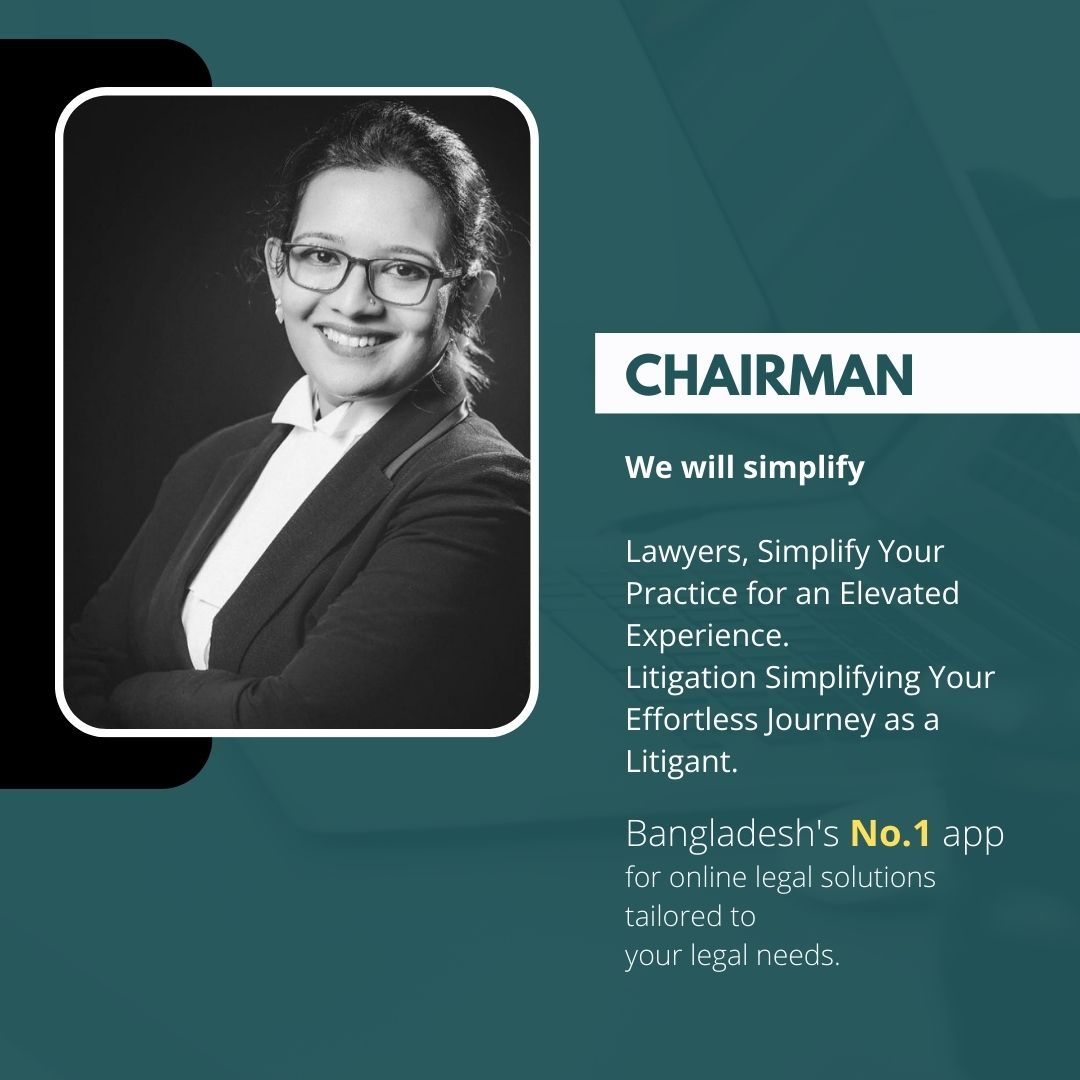 CHAIRMAN
We will simplify
Lawyers, Simplify Your
Practice for an Elevated
Experience.
Litigation Simplifying Your
Effortless Journey as a
Litigant.
Bangladesh's No.1 app
for online legal solutions
tailored to
your legal needs.